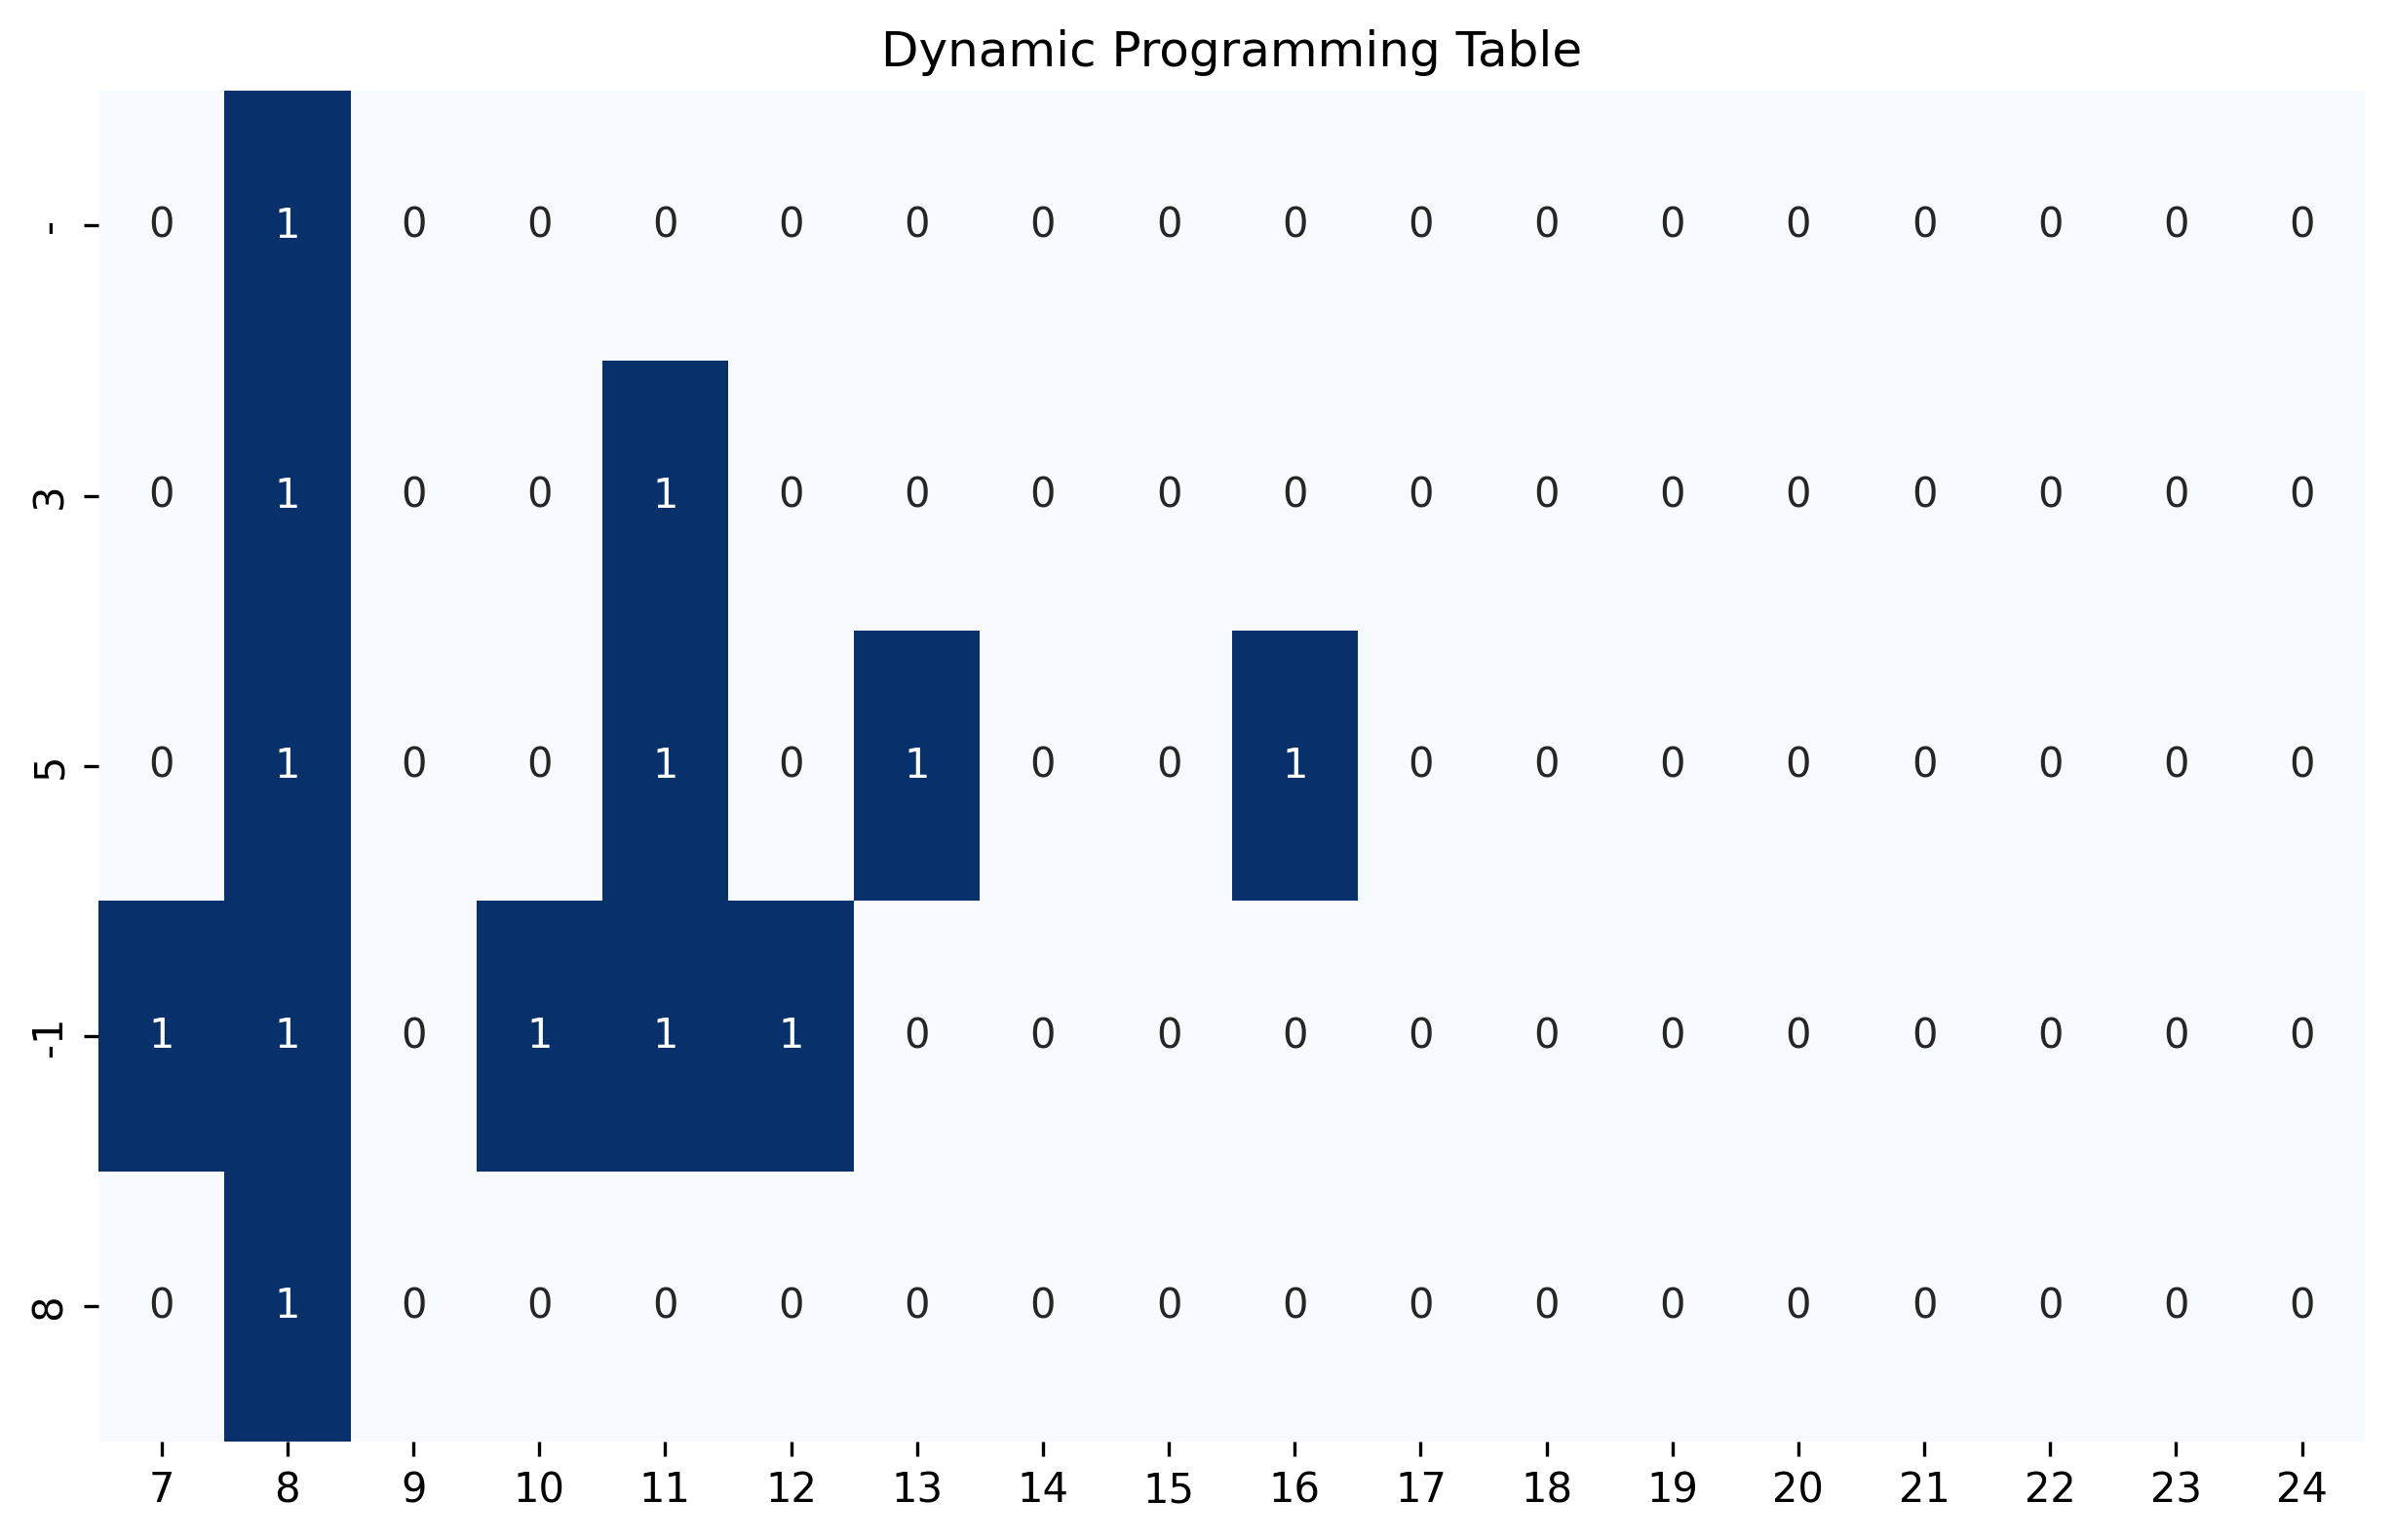 Dynamic Programming Table
- 0 1 0 0 0 0 0 0 0 0 0 0 0 0 0 0 0 0
3 0 1 0 0 1 0 0 0 0 0 0 0 0 0 0 0 0 0
5 0 1 0 0 1 0 1 0 0 1 0 0 0 0 0 0 0 0
-1 1 1 0 1 1 1 0 0 0 0 0 0 0 0 0 0 0 0
8 0 1 0 0 0 0 0 0 0 0 0 0 0 0 0 0 0 0
7 8 9 10 11 12 13 14 15 16 17 18 19 20 21 22 23 24